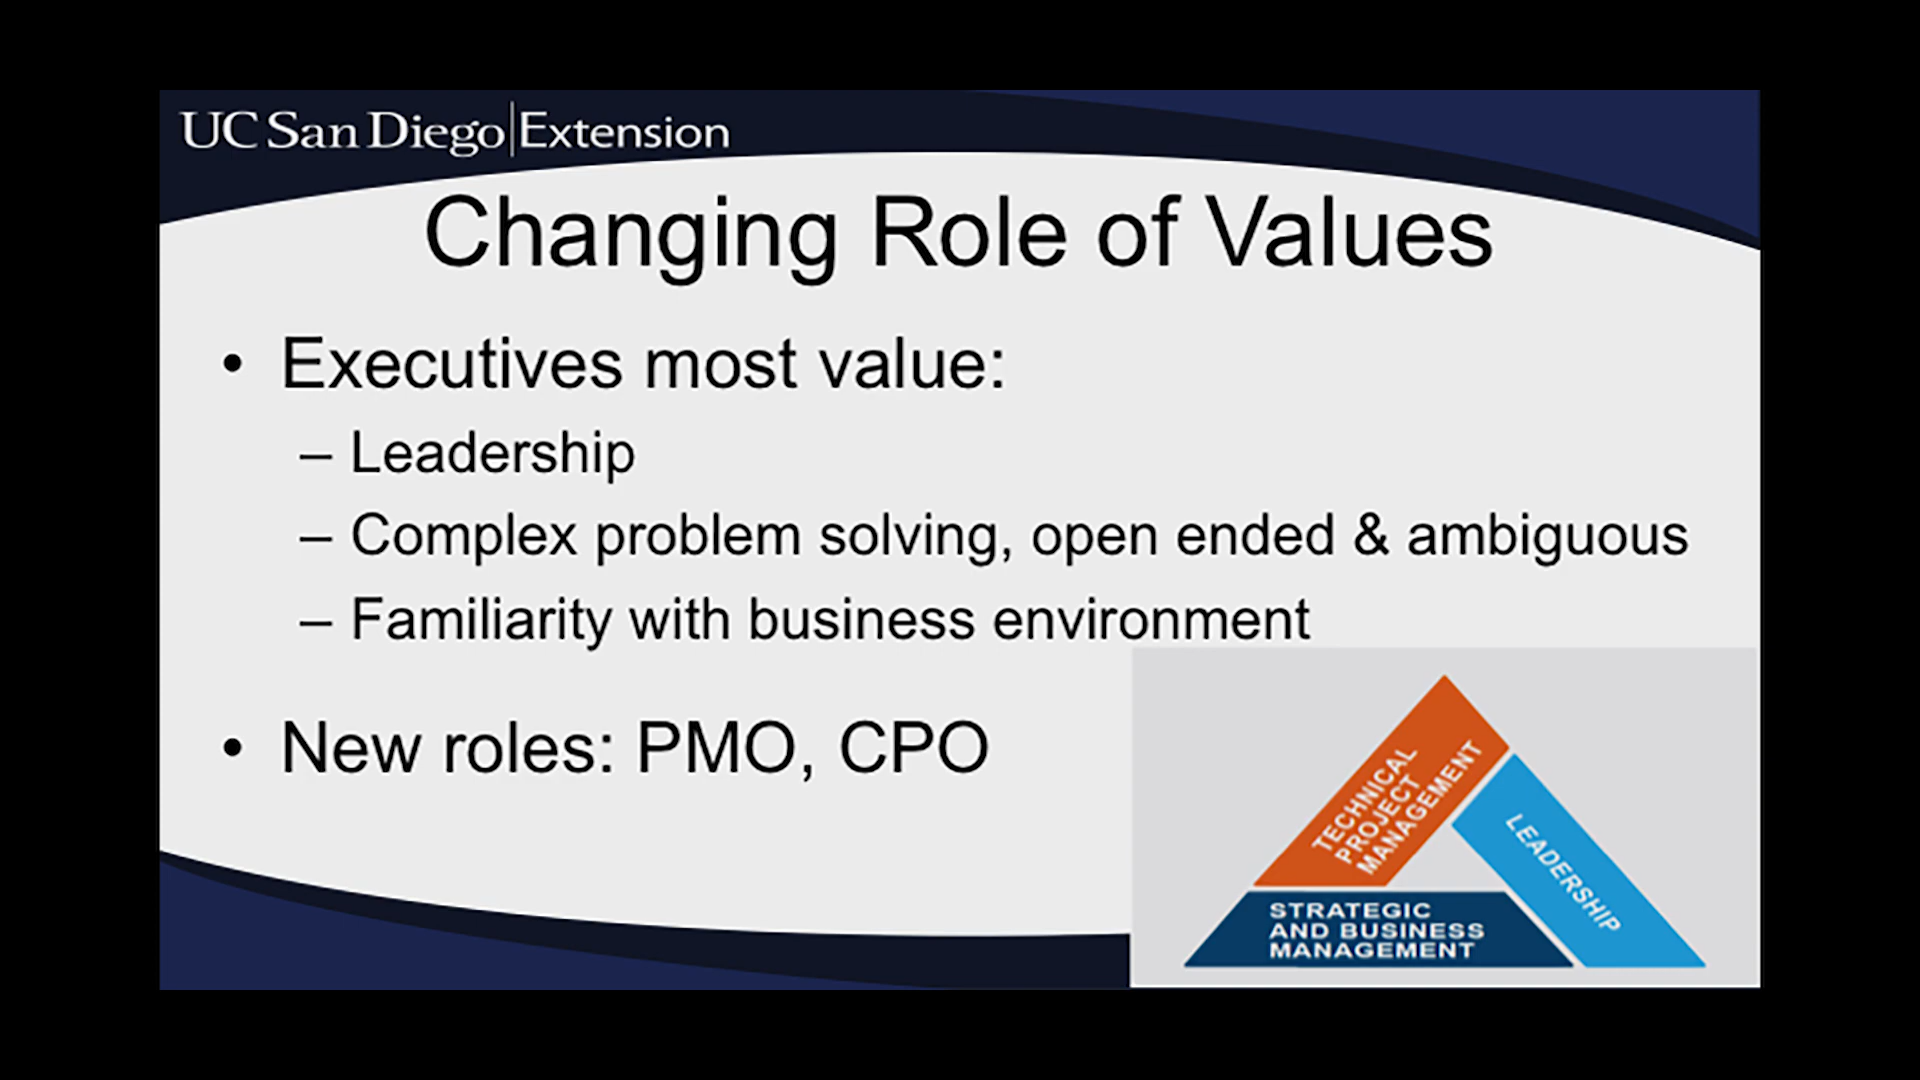 UC San Diego|Extension
Changing Role of Values
• Executives most value:
– Leadership
– Complex problem solving, open ended & ambiguous
– Familiarity with business environment
• New roles: PMO, CPO
TECHNICAL
PROJECT
MANAGEMENT
LEADERSHIP
STRATEGIC
AND BUSINESS
MANAGEMENT